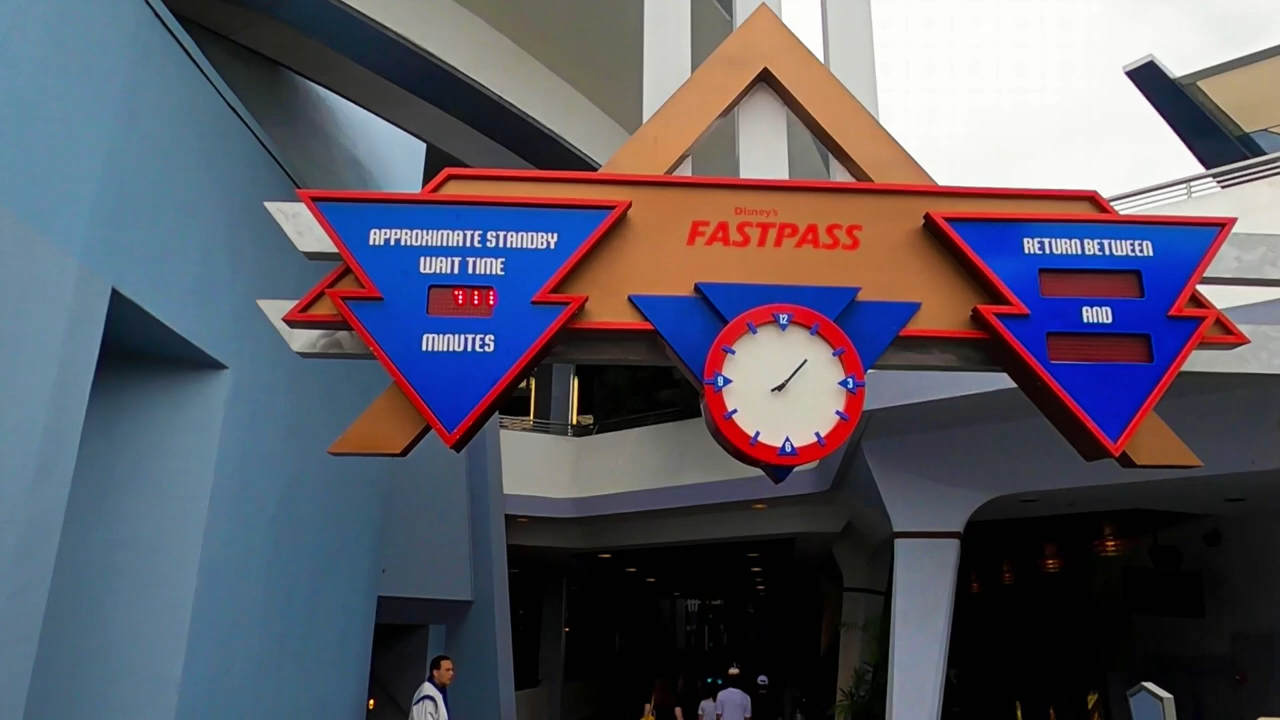 Disney's
FASTPASS
APPROXIMATE STANDBY
WAIT TIME
MINUTES
12
3
6
9
RETURN BETWEEN
AND